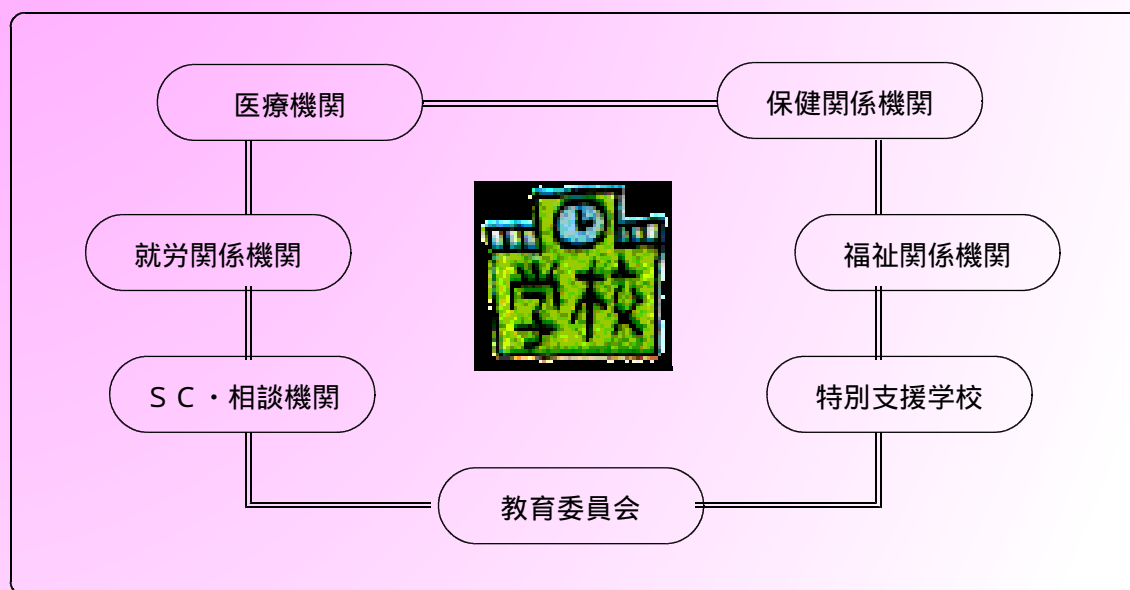 医療機関
保健関係機関
就労関係機関
福祉関係機関
学校
ＳＣ・相談機関
特別支援学校
教育委員会